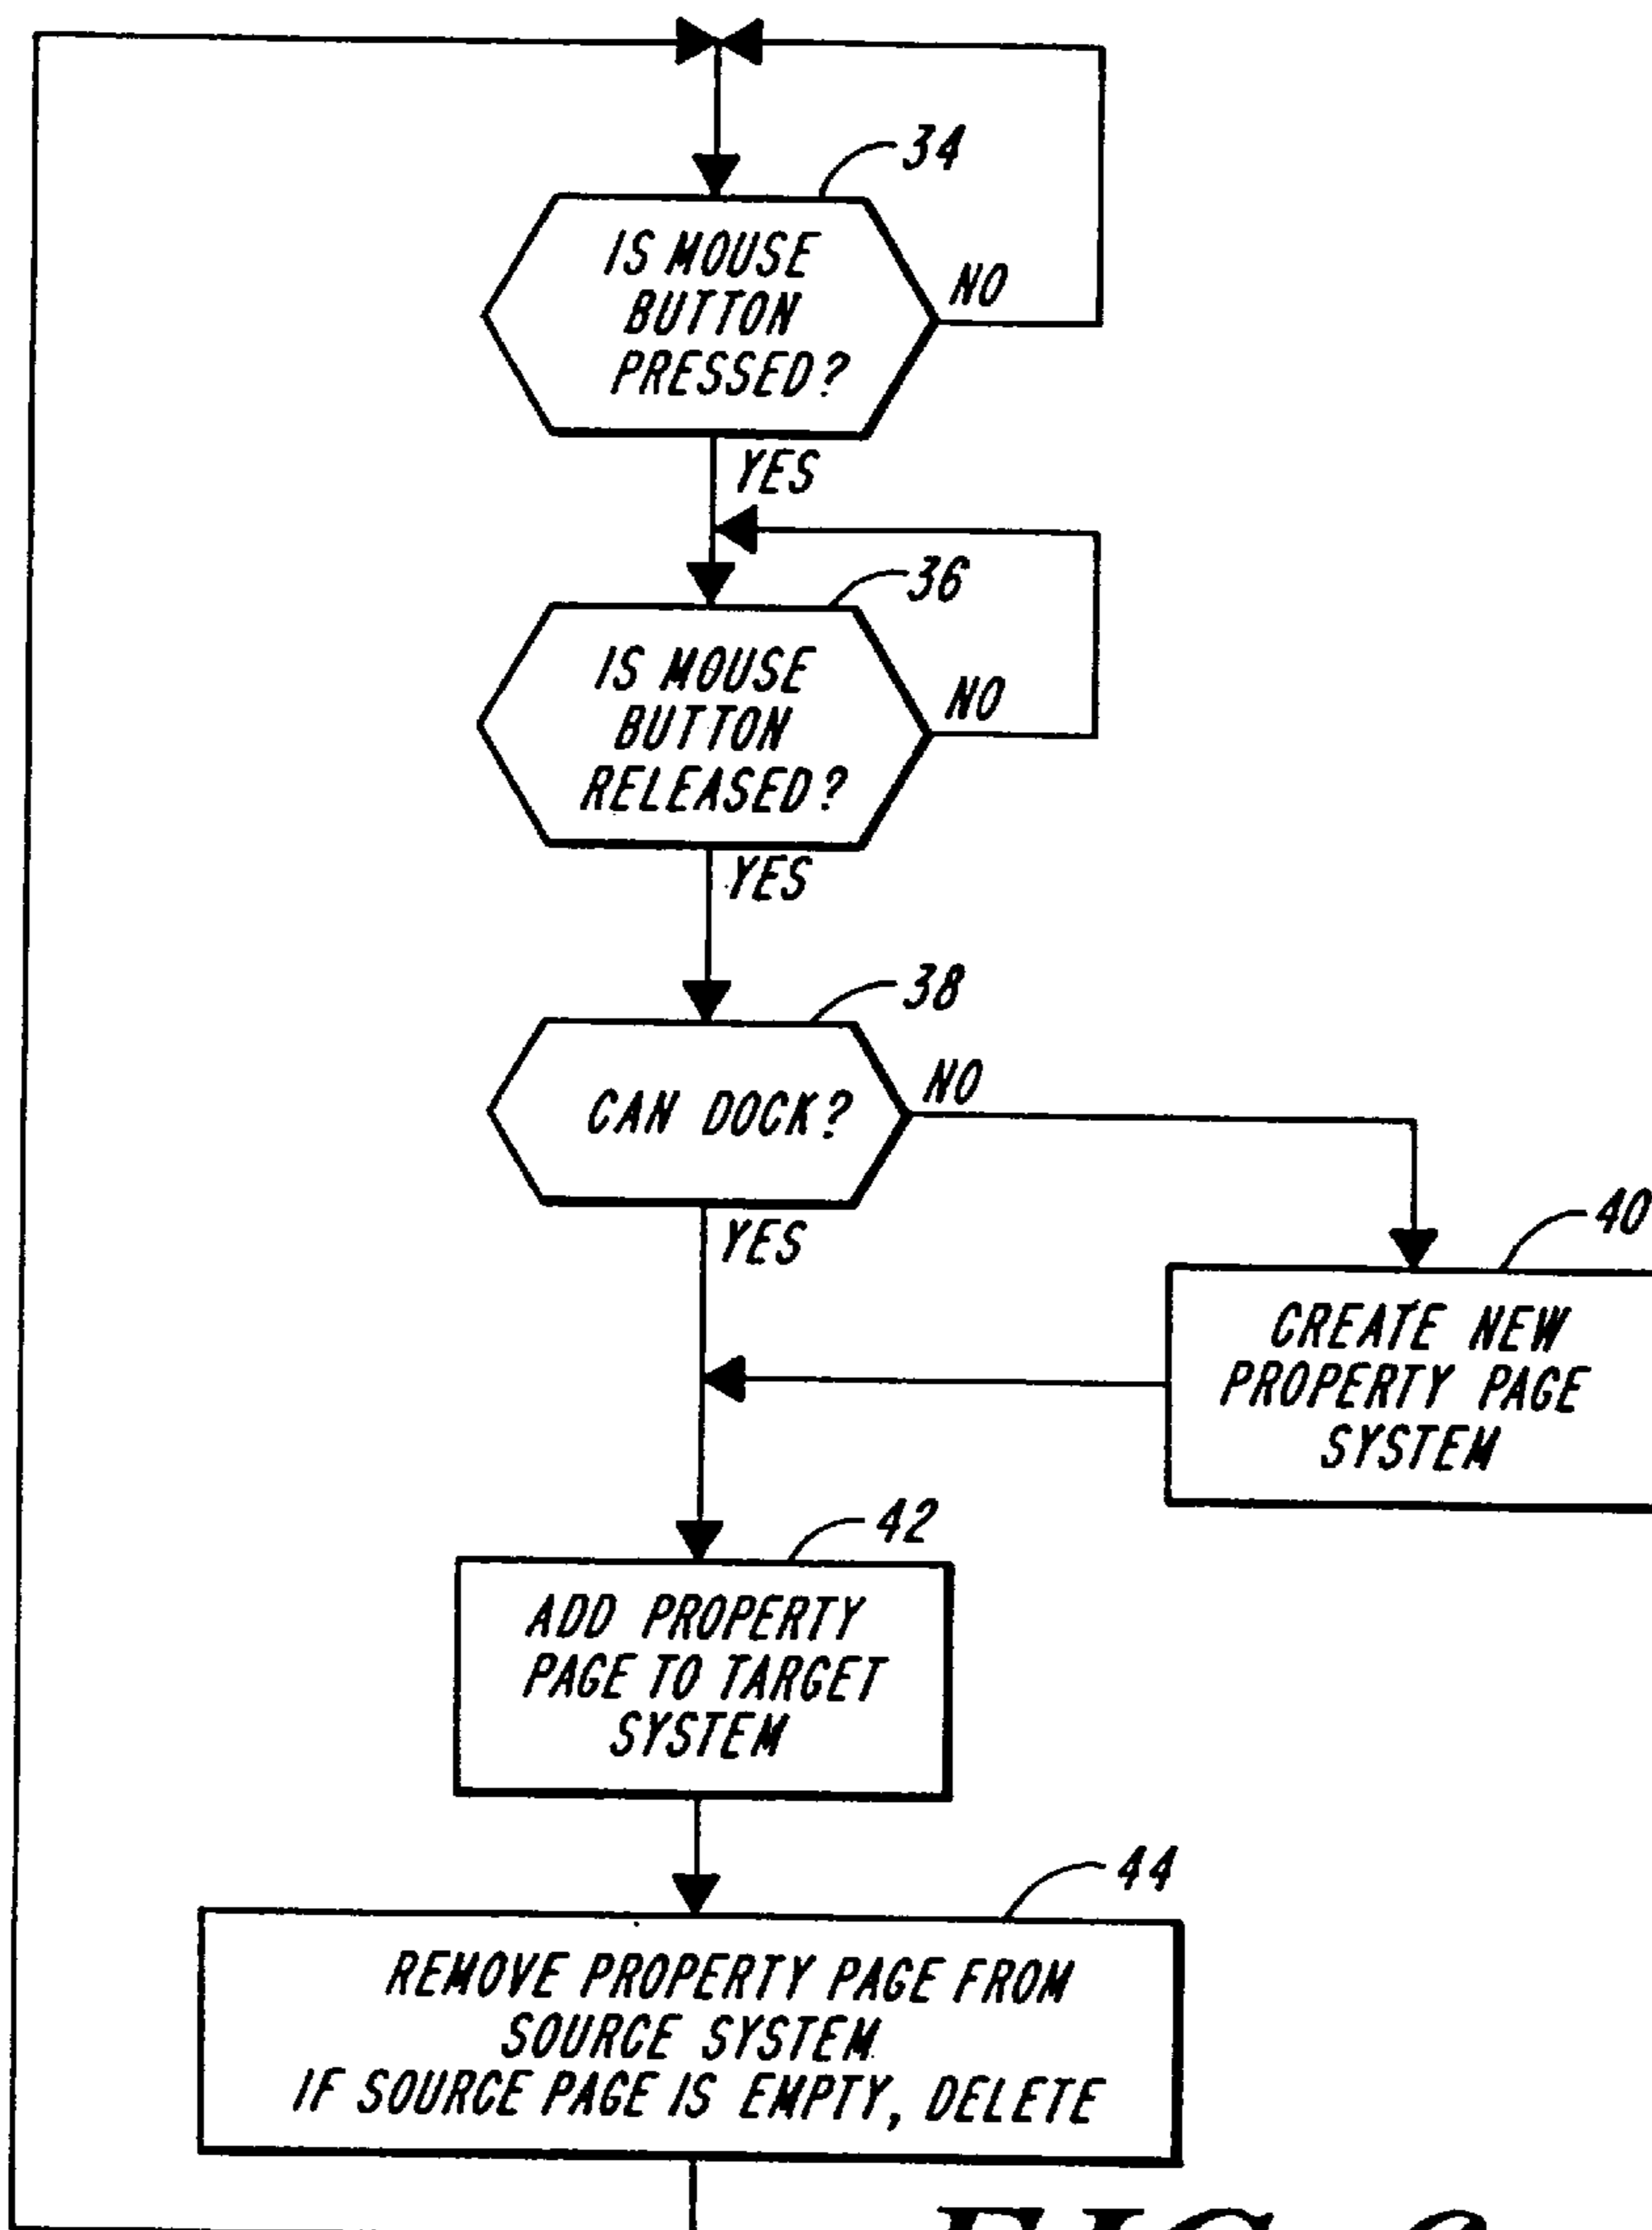 34
IS MOUSE
BUTTON
PRESSED?
NO
YES
36
IS MOUSE
BUTTON
RELEASED?
NO
YES
38
CAN DOCK?
NO
YES
40
CREATE NEW
PROPERTY PAGE
SYSTEM
42
ADD PROPERTY
PAGE TO TARGET
SYSTEM
44
REMOVE PROPERTY PAGE FROM
SOURCE SYSTEM
IF SOURCE PAGE IS EMPTY, DELETE